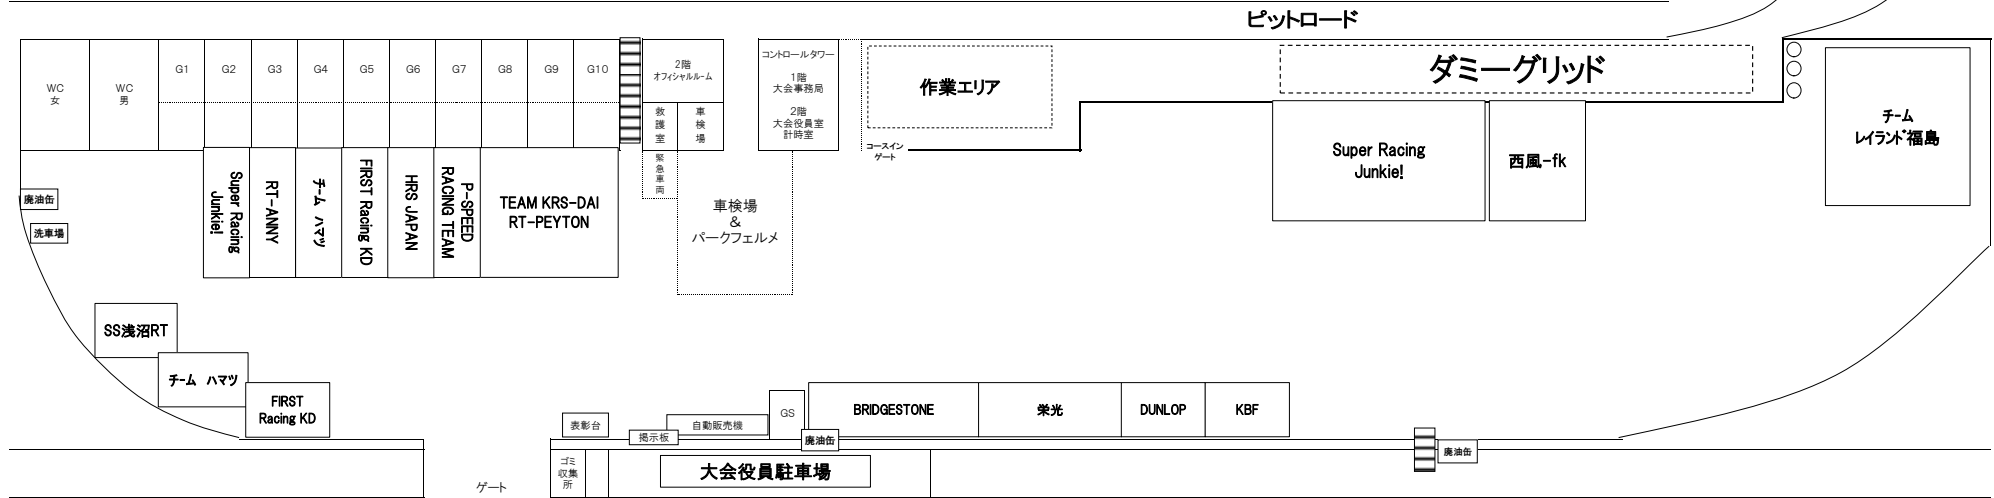 ピットロード
WC
女
WC
男
G1
G2
G3
G4
G5
G6
G7
G8
G9
G10
2階
オフィシャルルーム
救護室
車検場
緊急車両
コントロールタワー
1階
大会事務局
2階
大会役員室
計時室
作業エリア
コースイン
ゲート
ダミーグリッド
Super Racing
Junkie!
西風-fk
チーム
レイランド福島
廃油缶
洗車場
Super Racing
Junkie!
RT-ANNY
チーム ハマツ
FIRST Racing KD
HRS JAPAN
P-SPEED
RACING TEAM
TEAM KRS-DAI
RT-PEYTON
車検場
&
パークフェルメ
SS浅沼RT
チーム ハマツ
FIRST
Racing KD
表彰台
掲示板
自動販売機
GS
廃油缶
BRIDGESTONE
栄光
DUNLOP
KBF
廃油缶
ゲート
ゴミ
収集
所
大会役員駐車場